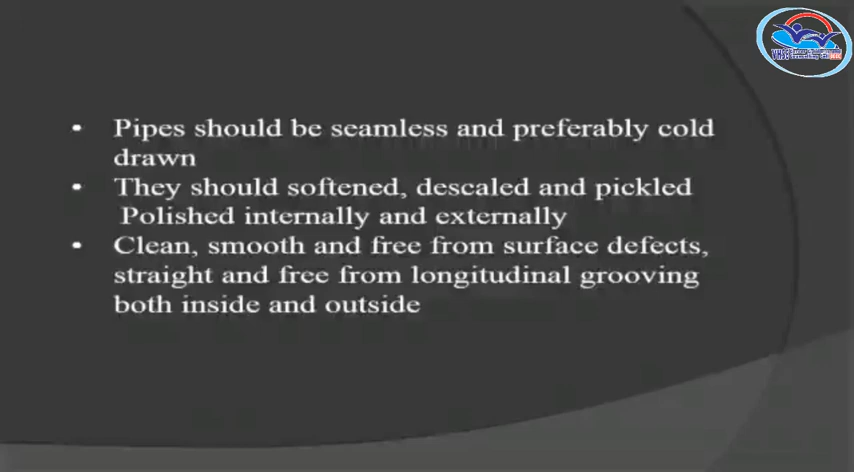 • Pipes should be seamless and preferably cold
drawn
• They should softened, descaled and pickled
Polished internally and externally
• Clean, smooth and free from surface defects,
straight and free from longitudinal grooving
both inside and outside